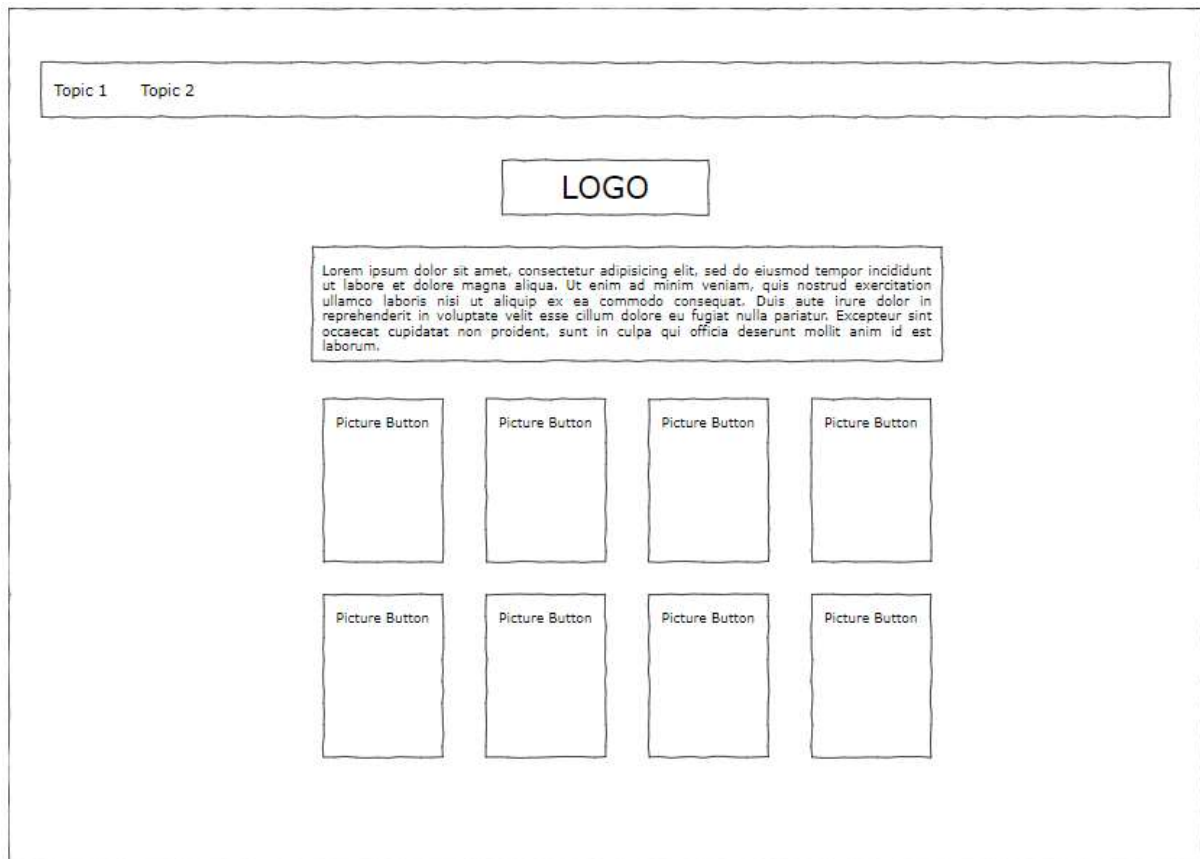 Topic 1 Topic 2
LOGO
Lorem ipsum dolor sit amet, consectetur adipisicing elit, sed do eiusmod tempor incididunt
ut labore et dolore magna aliqua. Ut enim ad minim veniam, quis nostrud exercitation
ullamco laboris nisi ut aliquip ex ea commodo consequat. Duis aute irure dolor in
reprehenderit in voluptate velit esse cillum dolore eu fugiat nulla pariatur. Excepteur sint
occaecat cupidatat non proident, sunt in culpa qui officia deserunt mollit anim id est
laborum.
Picture Button Picture Button Picture Button Picture Button
Picture Button Picture Button Picture Button Picture Button